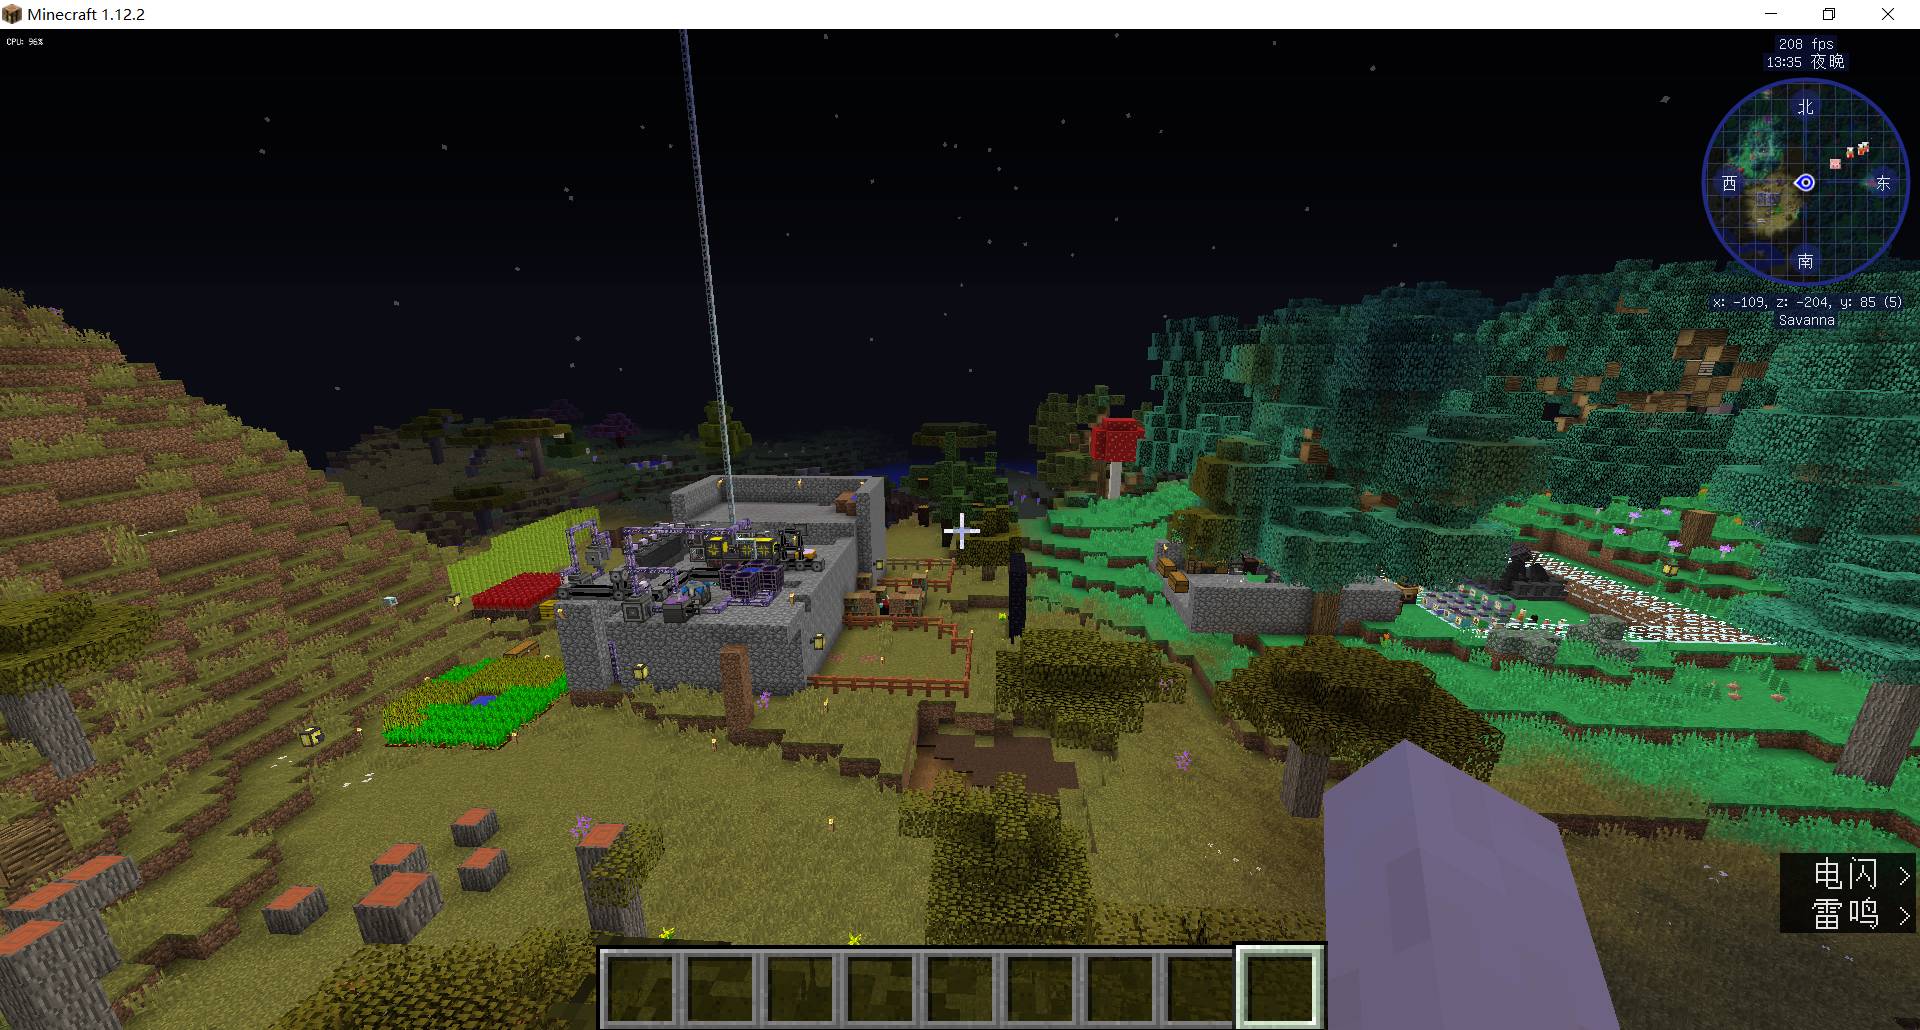 Minecraft 1.12.2
CPU: 96%
208 fps
13:35 夜晚
北
西
东
南
x: -109, z: -204, y: 85 (5)
Savanna
电闪 >
雷鸣 >